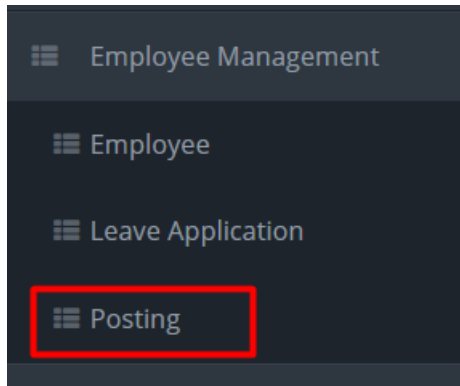 Employee Management
Employee
Leave Application
Posting